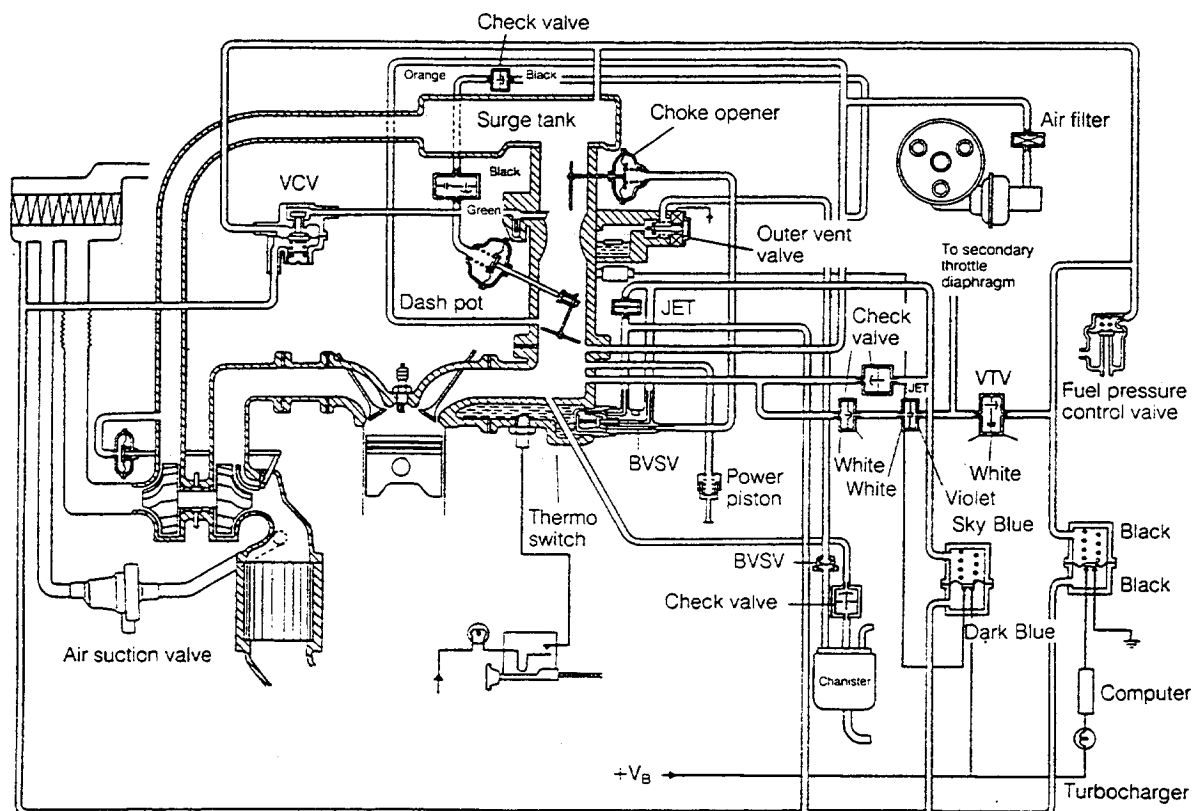 Check valve
Orange
Black
Surge tank
Choke opener
Air filter
Black
VCV
Green
Outer vent
valve
To secondary
throttle
diaphragm
Dash pot
JET
Check
valve
JET
VTV
Fuel pressure
control valve
BVSV
White
White
Violet
White
Power
piston
Thermo
switch
Sky Blue
Black
BVSV
Black
Check valve
Dark Blue
Air suction valve
Chanister
Computer
+VB
Turbocharger